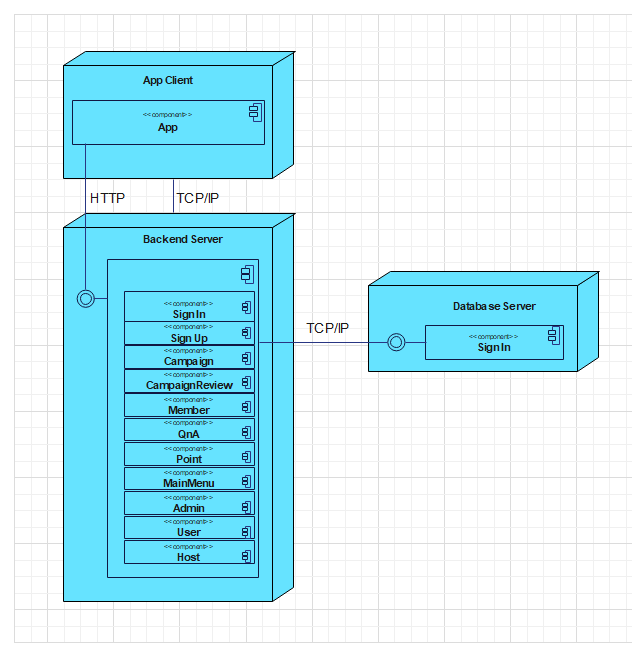 App Client
<<component>>
App
HTTP
TCP/IP
Backend Server
<<component>>
Sign In
<<component>>
Sign Up
<<component>>
Campaign
<<component>>
CampaignReview
<<component>>
Member
<<component>>
QnA
<<component>>
Point
<<component>>
MainMenu
<<component>>
Admin
<<component>>
User
<<component>>
Host
TCP/IP
Database Server
<<component>>
Sign In